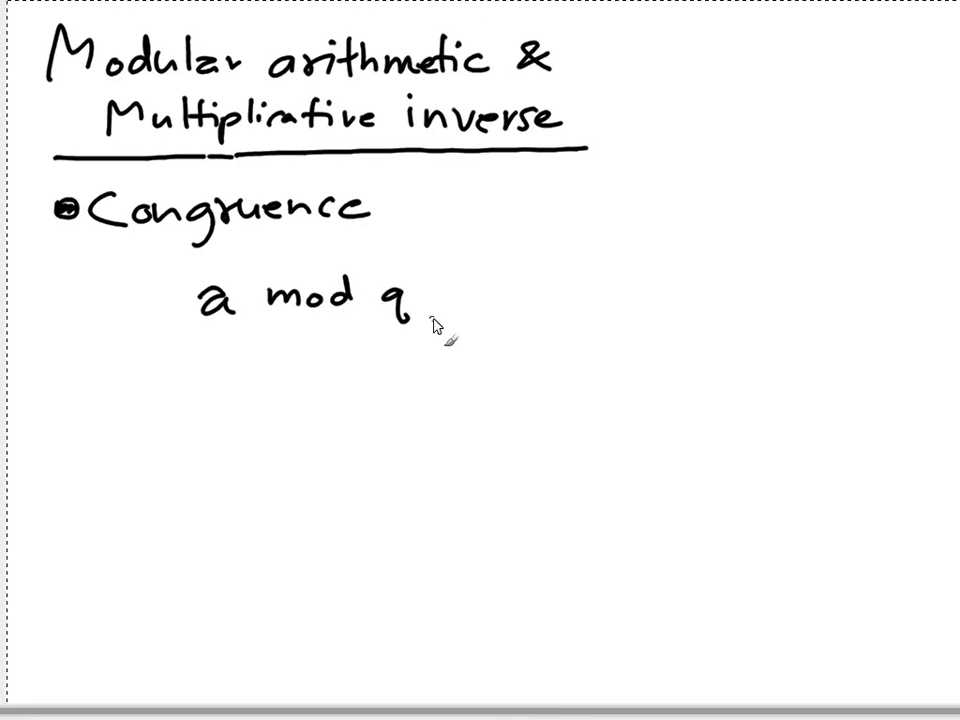 Modular arithmetic &
Multiplicative inverse
Congruence
a mod q